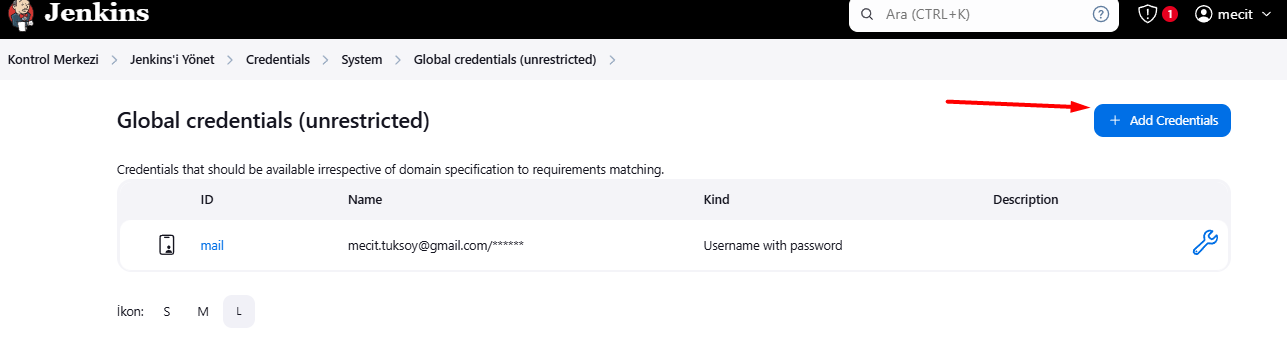 Jenkins
Ara (CTRL+K)
1
mecit
Kontrol Merkezi > Jenkins'i Yönet > Credentials > System > Global credentials (unrestricted) >
Global credentials (unrestricted)
+ Add Credentials
Credentials that should be available irrespective of domain specification to requirements matching.
ID Name Kind Description
mail mecit.tuksoy@gmail.com/****** Username with password
İkon: S M L